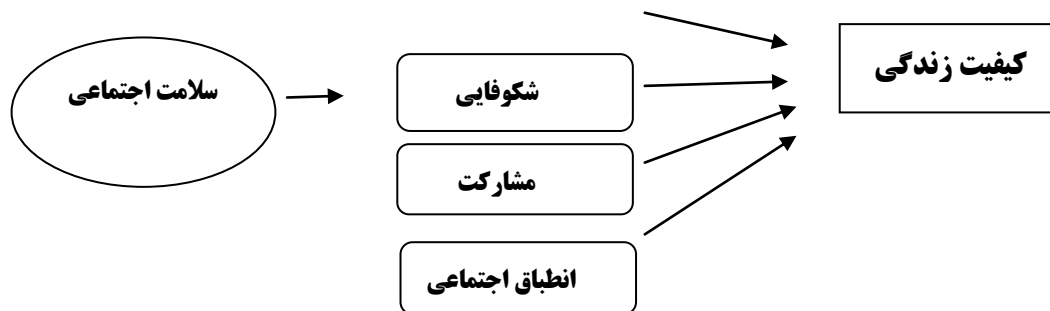 کیفیت زندگی
سلامت اجتماعی
شکوفایی
مشارکت
انطباق اجتماعی